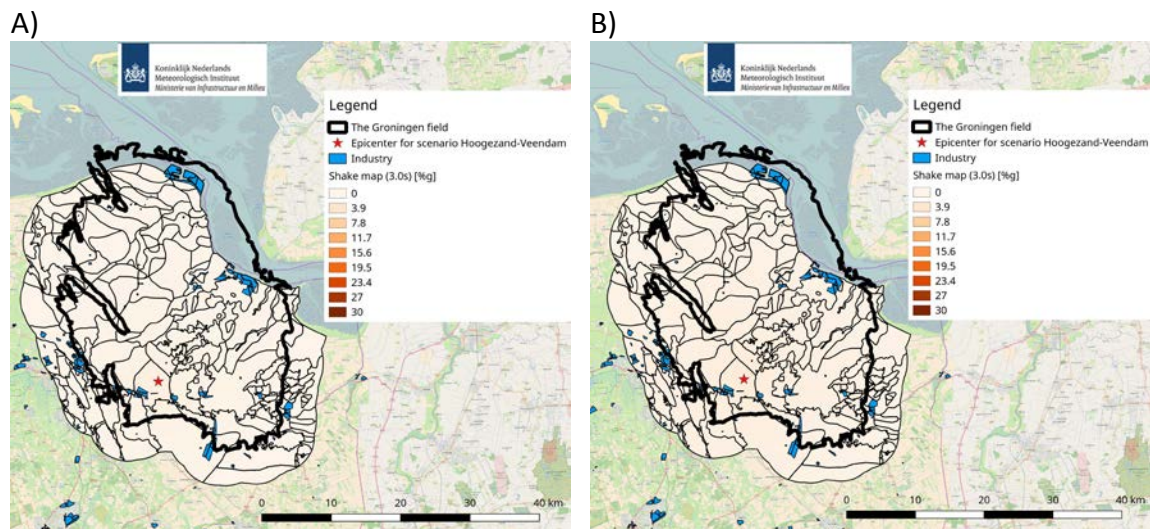 A)
Koninklijk Nederlands
Meteorologisch Instituut
Ministerie van Infrastructuur en Milieu
Legend
The Groningen field
Epicenter for scenario Hoogezand-Veendam
Industry
Shake map (3.0s) [%g]
0
3.9
7.8
11.7
15.6
19.5
23.4
27
30
0 10 20 30 40 km
B)
Koninklijk Nederlands
Meteorologisch Instituut
Ministerie van Infrastructuur en Milieu
Legend
The Groningen field
Epicenter for scenario Hoogezand-Veendam
Industry
Shake map (3.0s) [%g]
0
3.9
7.8
11.7
15.6
19.5
23.4
27
30
0 10 20 30 40 km